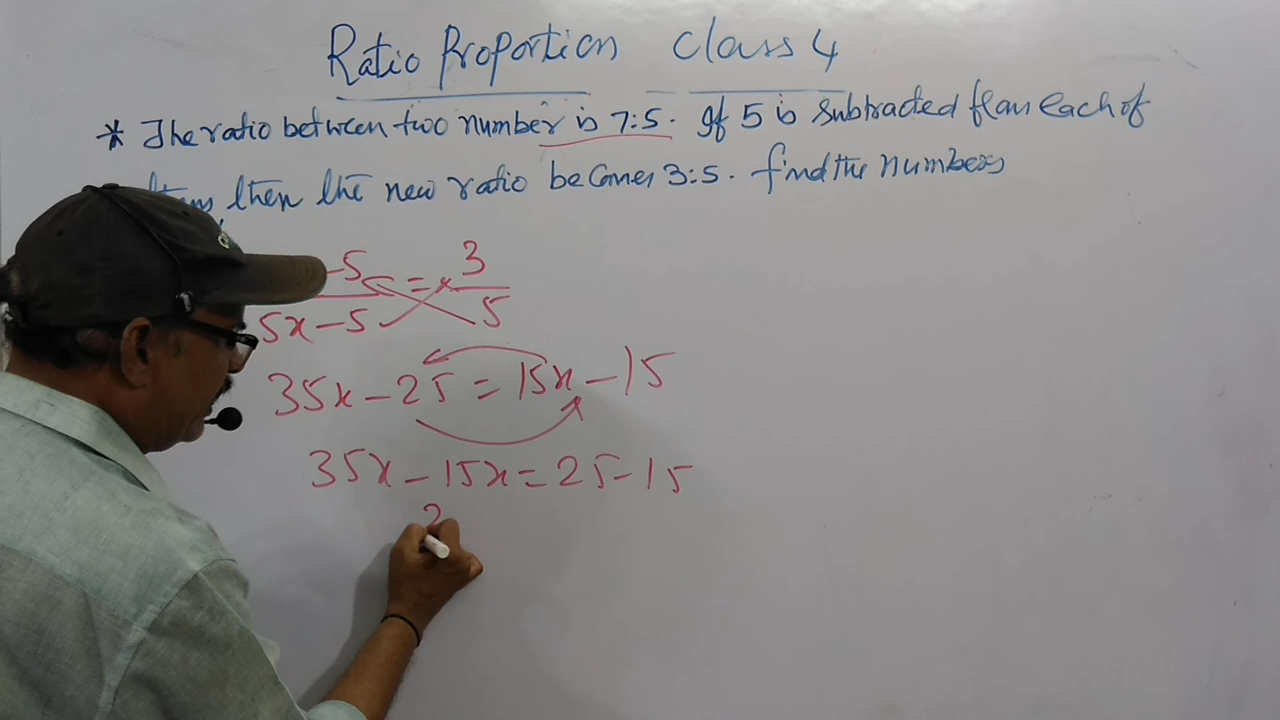 Ratio Proportion Class 4
* The ratio between two number is 7:5. If 5 is subtracted from each of
then the new ratio becomes 3:5. find the numbers
-5 = 3
5x-5 5
35x-25=15x-15
35x-15x=25-15
2